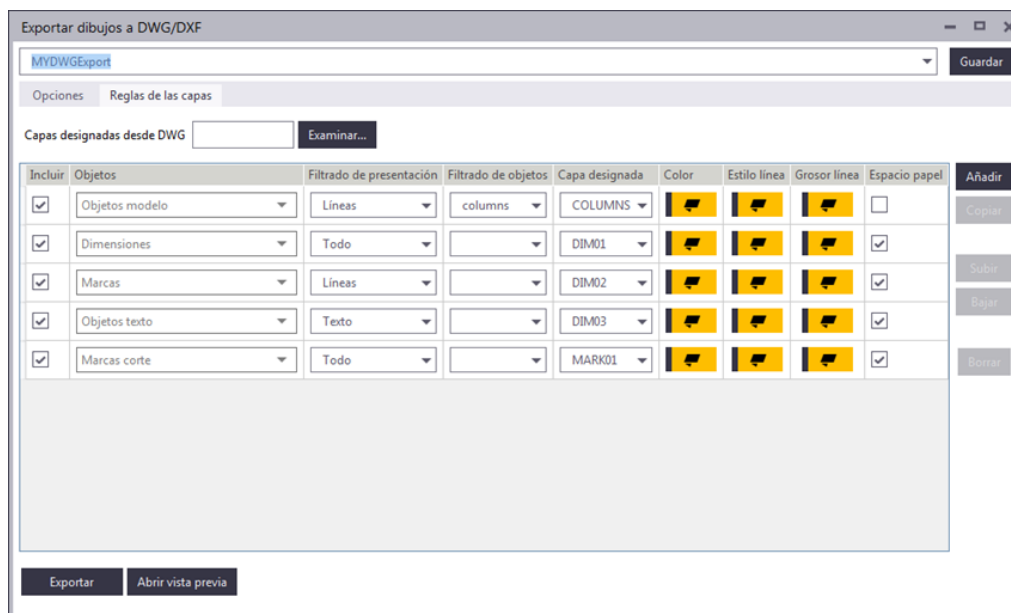 Exportar dibujos a DWG/DXF
MYDWGExport
Guardar
Opciones Reglas de las capas
Capas designadas desde DWG Examinar...
Incluir Objetos Filtrado de presentación Filtrado de objetos Capa designada Color Estilo línea Grosor línea Espacio papel Añadir
Objetos modelo Líneas columns COLUMNS
Copiar
Dimensiones Todo DIM01
Subir
Marcas Líneas DIM02
Bajar
Objetos texto Texto DIM03
Marcas corte Todo MARK01
Borrar
Exportar Abrir vista previa